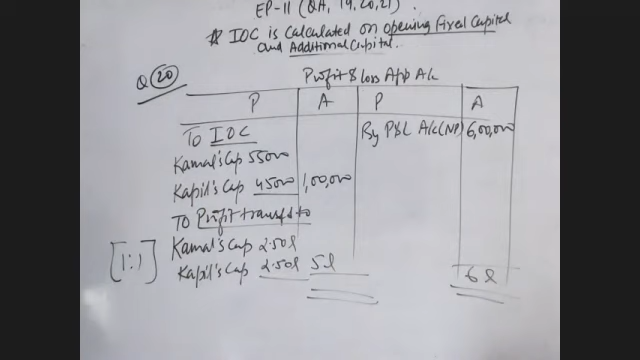 EP-11 (QA, 19,20,21)
* IOC is Calculated on opening Fixed Capital
and Additional Capital.
Q 20
Profit & Loss App A/c
P A P A
To IOC By P&L A/c (NP) 6,00,000
Kamal's Cap 55000
Kapil's Cap 45000 1,00,000
To Profit transfd to
Kamal's Cap 2.50l
[1:1]
Kapil's Cap 2.50l 5l 6l